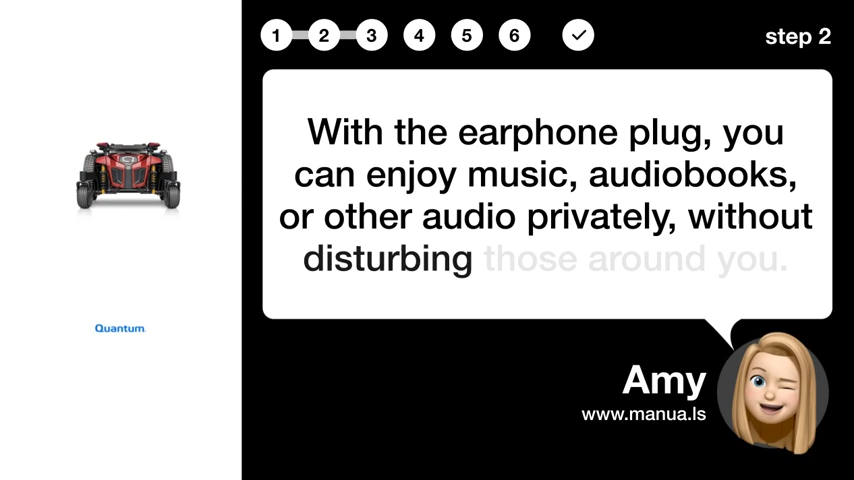 1 2 3 4 5 6 step 2
With the earphone plug, you
can enjoy music, audiobooks,
or other audio privately, without
disturbing those around you.
Quantum.
Amy
www.manua.ls